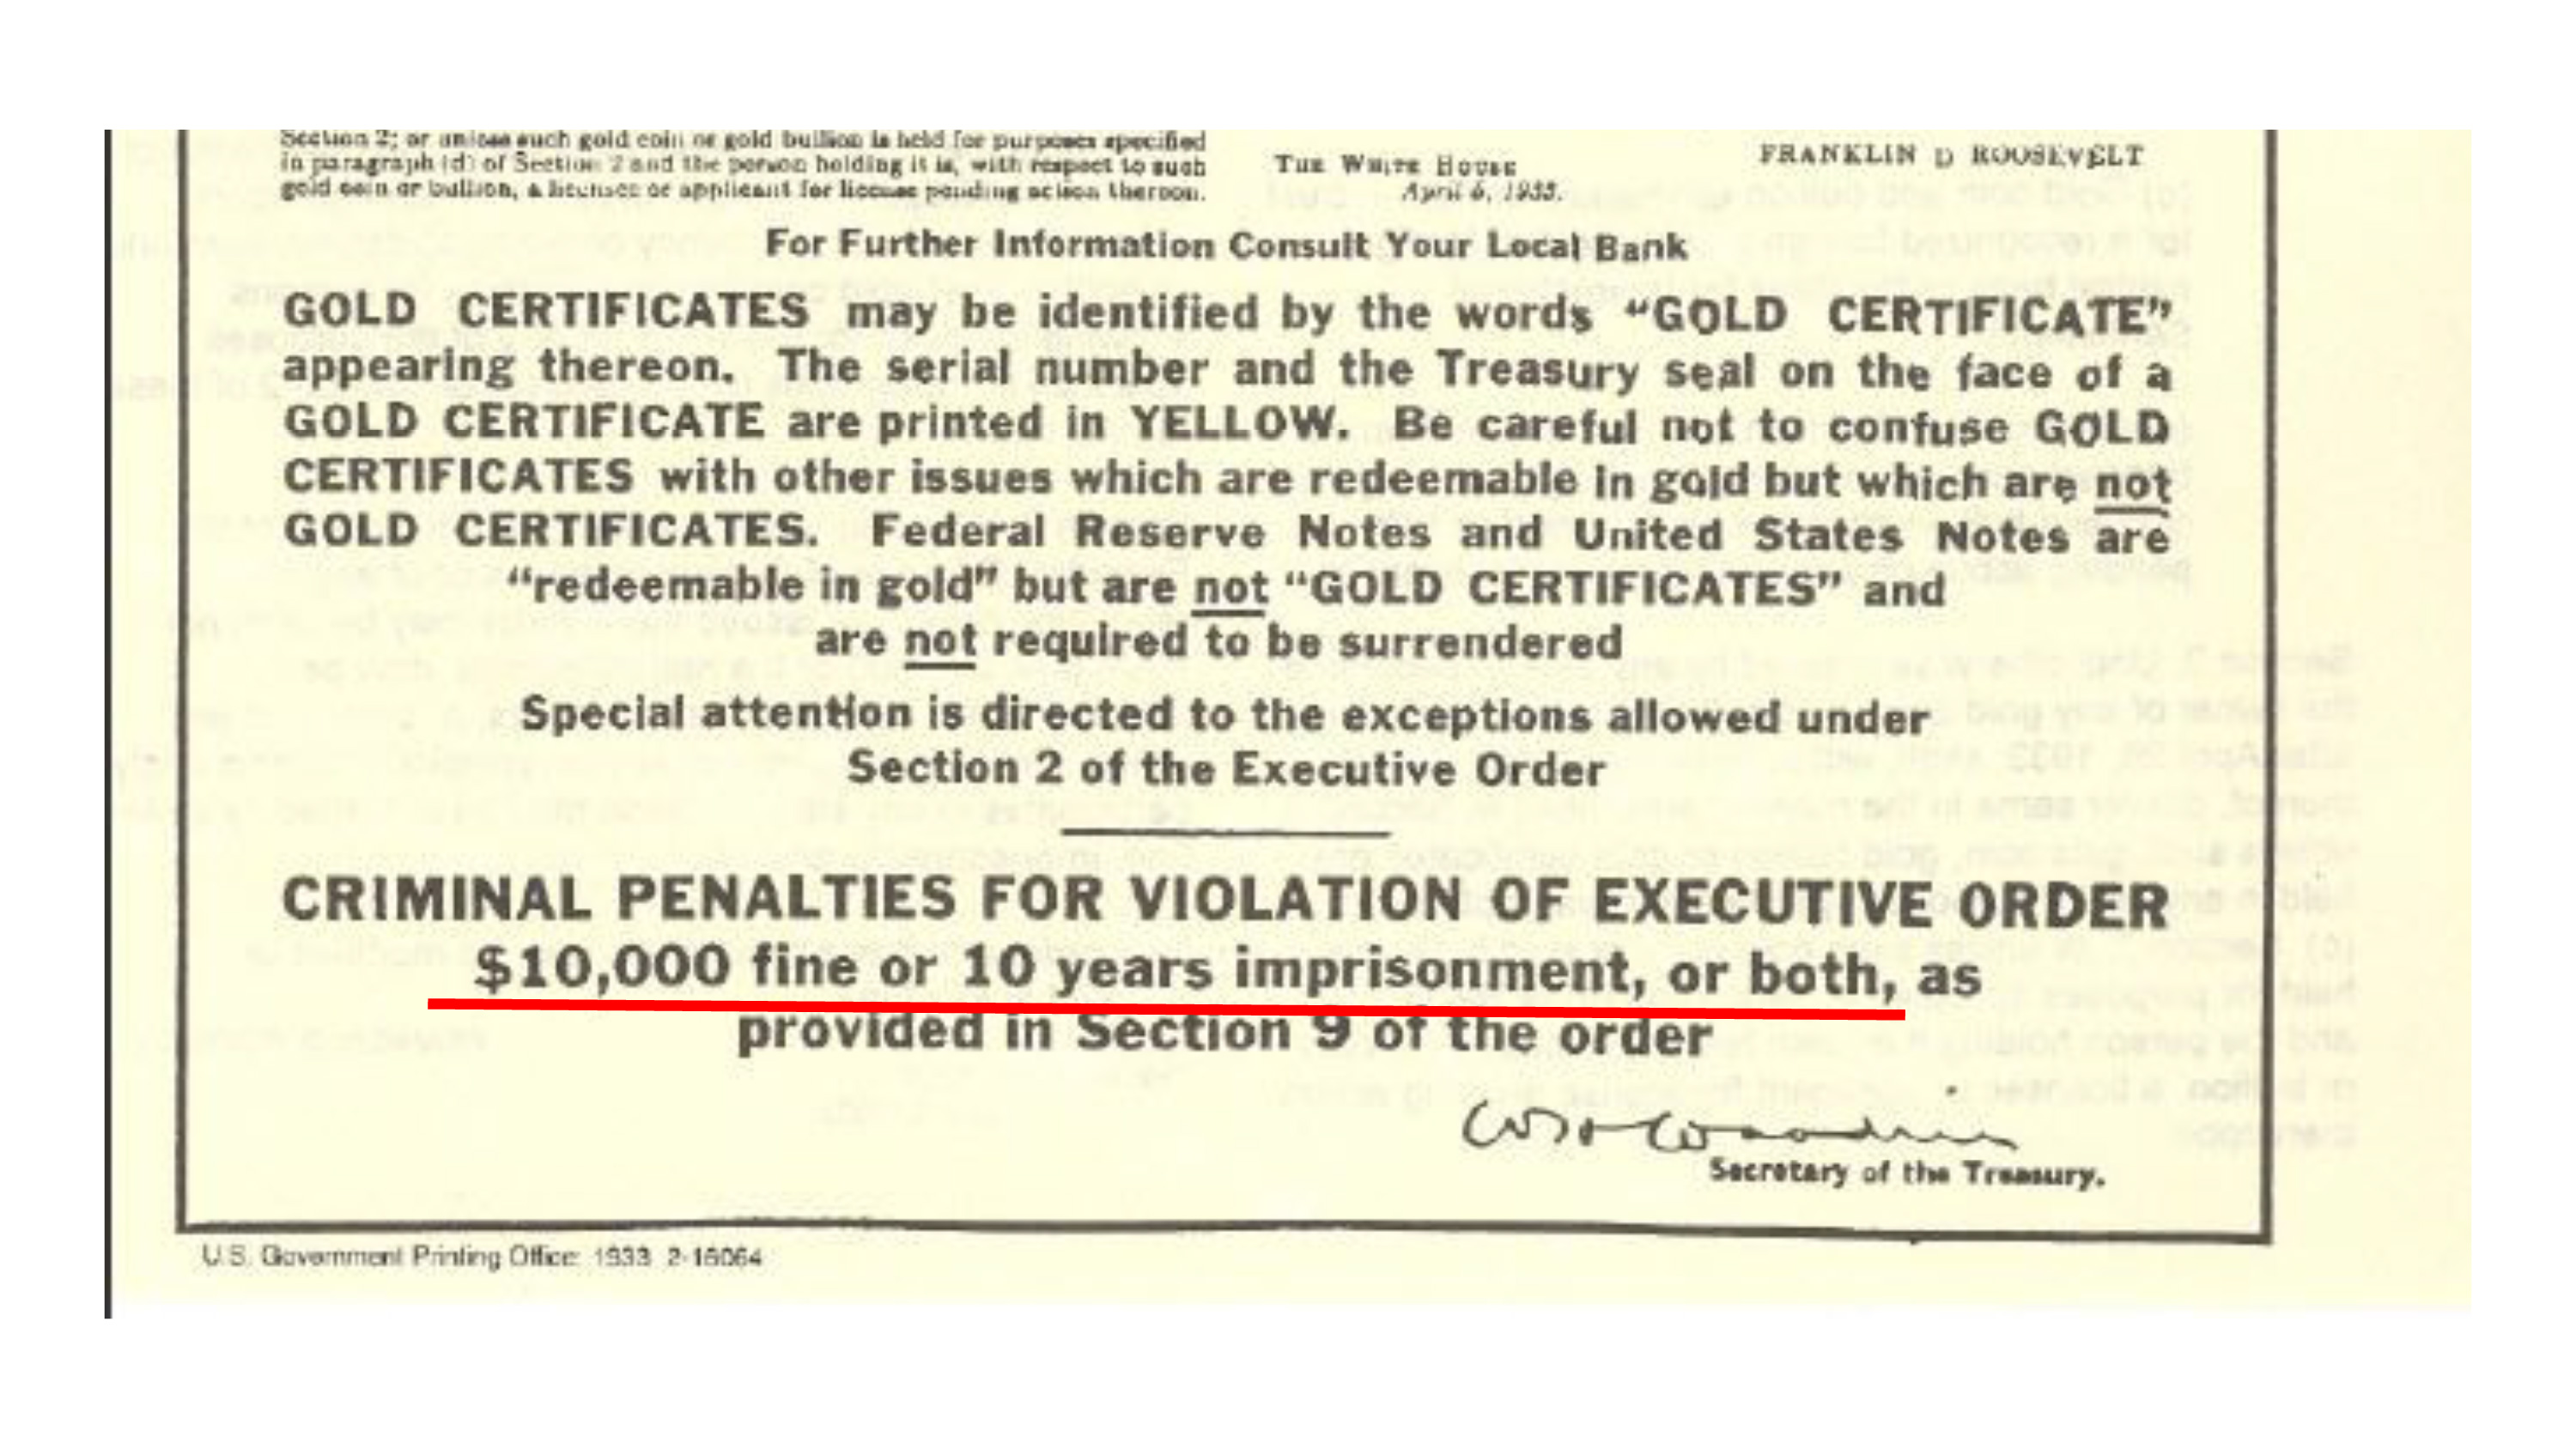 Section 2; or unless such gold coin or gold bullion is held for purposes specified
in paragraph (d) of Section 2 and the person holding it is, with respect to such
gold coin or bullion, a licensee or applicant for license pending action thereon.
THE WHITE HOUSE
April 5, 1933.
FRANKLIN D ROOSEVELT
For Further Information Consult Your Local Bank
GOLD CERTIFICATES may be identified by the words “GOLD CERTIFICATE”
appearing thereon. The serial number and the Treasury seal on the face of a
GOLD CERTIFICATE are printed in YELLOW. Be careful not to confuse GOLD
CERTIFICATES with other issues which are redeemable in gold but which are not
GOLD CERTIFICATES. Federal Reserve Notes and United States Notes are
“redeemable in gold” but are not “GOLD CERTIFICATES” and
are not required to be surrendered
Special attention is directed to the exceptions allowed under
Section 2 of the Executive Order
CRIMINAL PENALTIES FOR VIOLATION OF EXECUTIVE ORDER
$10,000 fine or 10 years imprisonment, or both, as
provided in Section 9 of the order
Secretary of the Treasury.
U.S. Government Printing Office: 1933 2-16064